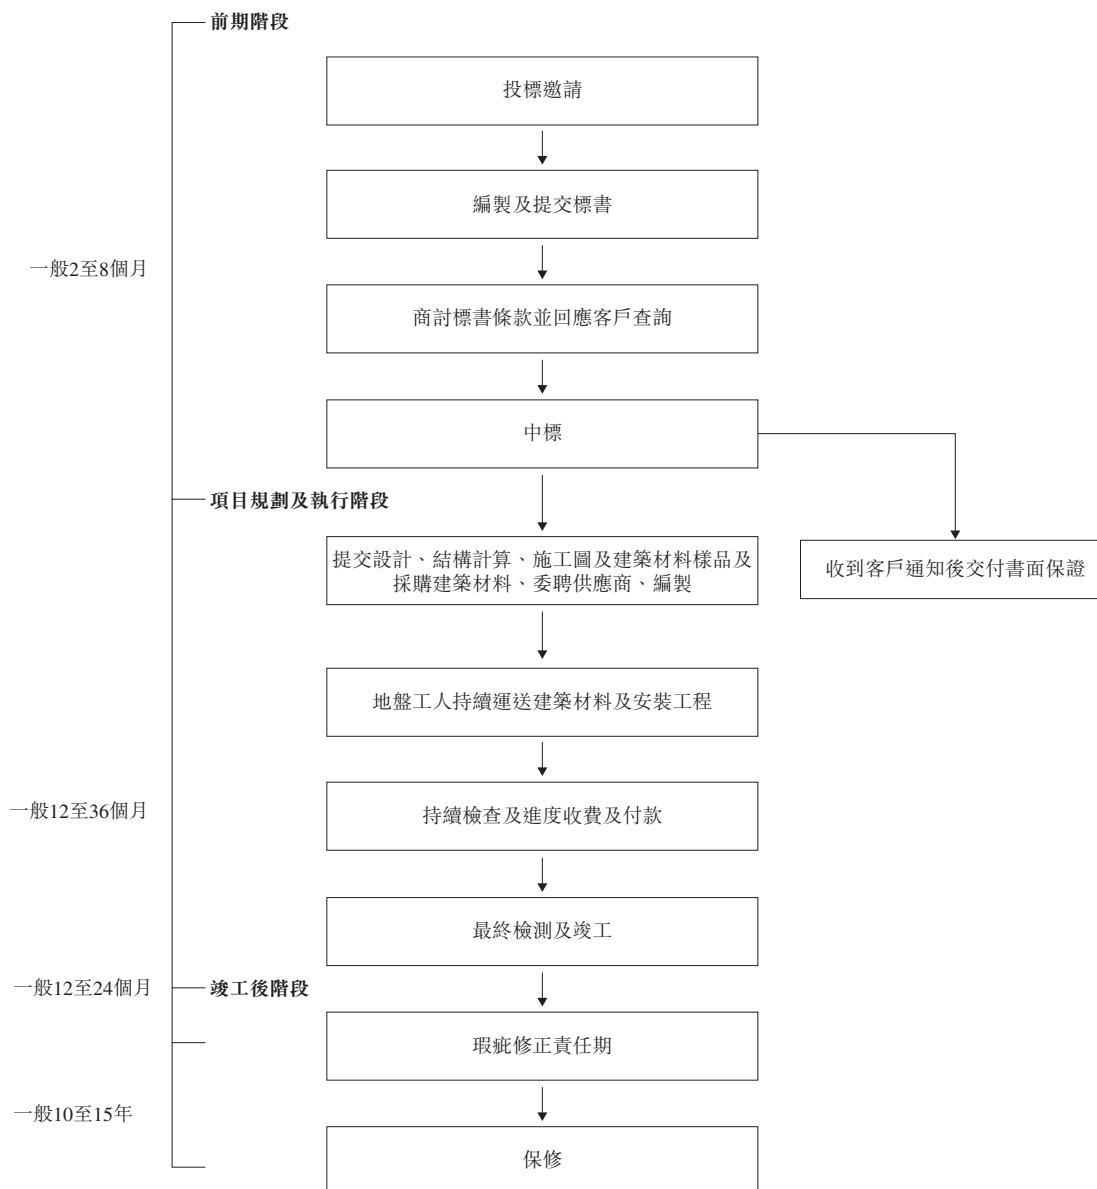 前期階段
投標邀請
編製及提交標書
一般2至8個月
商討標書條款並回應客戶查詢
中標
項目規劃及執行階段
提交設計、結構計算、施工圖及建築材料樣品及
採購建築材料、委聘供應商、編製
收到客戶通知後交付書面保證
地盤工人持續運送建築材料及安裝工程
一般12至36個月
持續檢查及進度收費及付款
最終檢測及竣工
一般12至24個月
竣工後階段
瑕疵修正責任期
一般10至15年
保修